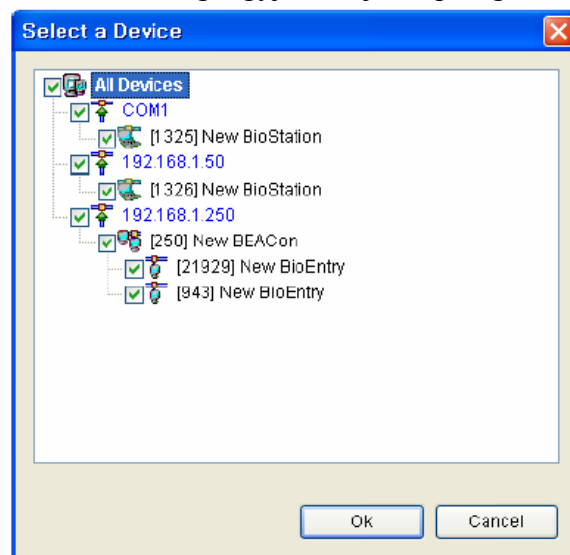 Select a Device
All Devices
COM1
[1325] New BioStation
192.168.1.50
[1326] New BioStation
192.168.1.250
[250] New BEACon
[21929] New BioEntry
[943] New BioEntry
Ok
Cancel